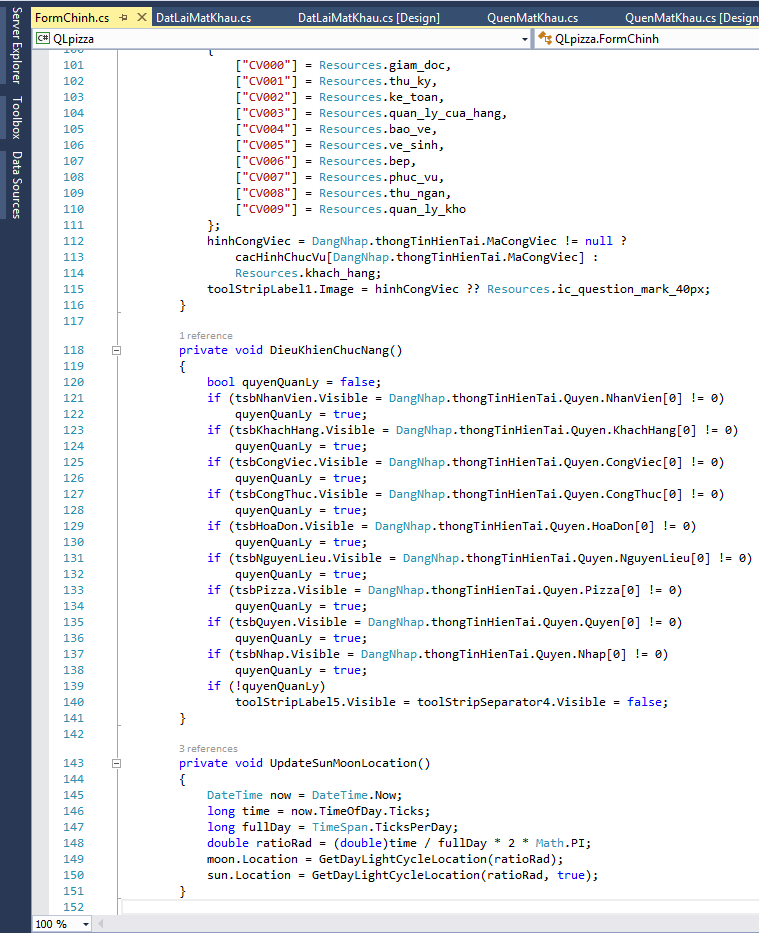 FormChinh.cs DatLaiMatKhau.cs DatLaiMatKhau.cs [Design] QuenMatKhau.cs QuenMatKhau.cs [Design
Server Explorer
Toolbox
Data Sources
C# QLpizza QLpizza.FormChinh
100 {
101 ["CV000"] = Resources.giam_doc,
102 ["CV001"] = Resources.thu_ky,
103 ["CV002"] = Resources.ke_toan,
104 ["CV003"] = Resources.quan_ly_cua_hang,
105 ["CV004"] = Resources.bao_ve,
106 ["CV005"] = Resources.ve_sinh,
107 ["CV006"] = Resources.bep,
108 ["CV007"] = Resources.phuc_vu,
109 ["CV008"] = Resources.thu_ngan,
110 ["CV009"] = Resources.quan_ly_kho
111 };
112 hinhCongViec = DangNhap.thongTinHienTai.MaCongViec != null ?
113 cacHinhChucVu[DangNhap.thongTinHienTai.MaCongViec] :
114 Resources.khach_hang;
115 toolStripLabel1.Image = hinhCongViec ?? Resources.ic_question_mark_40px;
116 }
117
1 reference
118 private void DieuKhienChucNang()
119 {
120 bool quyenQuanLy = false;
121 if (tsbNhanVien.Visible = DangNhap.thongTinHienTai.Quyen.NhanVien[0] != 0)
122 quyenQuanLy = true;
123 if (tsbKhachHang.Visible = DangNhap.thongTinHienTai.Quyen.KhachHang[0] != 0)
124 quyenQuanLy = true;
125 if (tsbCongViec.Visible = DangNhap.thongTinHienTai.Quyen.CongViec[0] != 0)
126 quyenQuanLy = true;
127 if (tsbCongThuc.Visible = DangNhap.thongTinHienTai.Quyen.CongThuc[0] != 0)
128 quyenQuanLy = true;
129 if (tsbHoaDon.Visible = DangNhap.thongTinHienTai.Quyen.HoaDon[0] != 0)
130 quyenQuanLy = true;
131 if (tsbNguyenLieu.Visible = DangNhap.thongTinHienTai.Quyen.NguyenLieu[0] != 0)
132 quyenQuanLy = true;
133 if (tsbPizza.Visible = DangNhap.thongTinHienTai.Quyen.Pizza[0] != 0)
134 quyenQuanLy = true;
135 if (tsbQuyen.Visible = DangNhap.thongTinHienTai.Quyen.Quyen[0] != 0)
136 quyenQuanLy = true;
137 if (tsbNhap.Visible = DangNhap.thongTinHienTai.Quyen.Nhap[0] != 0)
138 quyenQuanLy = true;
139 if (!quyenQuanLy)
140 toolStripLabel5.Visible = toolStripSeparator4.Visible = false;
141 }
142
3 references
143 private void UpdateSunMoonLocation()
144 {
145 DateTime now = DateTime.Now;
146 long time = now.TimeOfDay.Ticks;
147 long fullDay = TimeSpan.TicksPerDay;
148 double ratioRad = (double)time / fullDay * 2 * Math.PI;
149 moon.Location = GetDayLightCycleLocation(ratioRad);
150 sun.Location = GetDayLightCycleLocation(ratioRad, true);
151 }
152
100 %